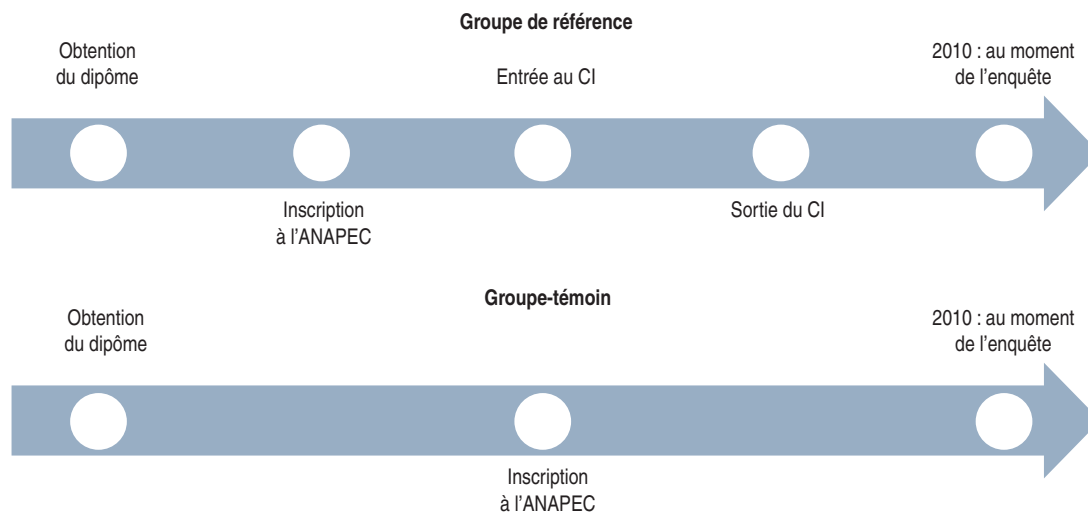 Groupe de référence
Obtention
du dipôme
Entrée au CI
2010 : au moment
de l'enquête
Inscription
à l'ANAPEC
Sortie du CI
Groupe-témoin
Obtention
du dipôme
2010 : au moment
de l'enquête
Inscription
à l'ANAPEC